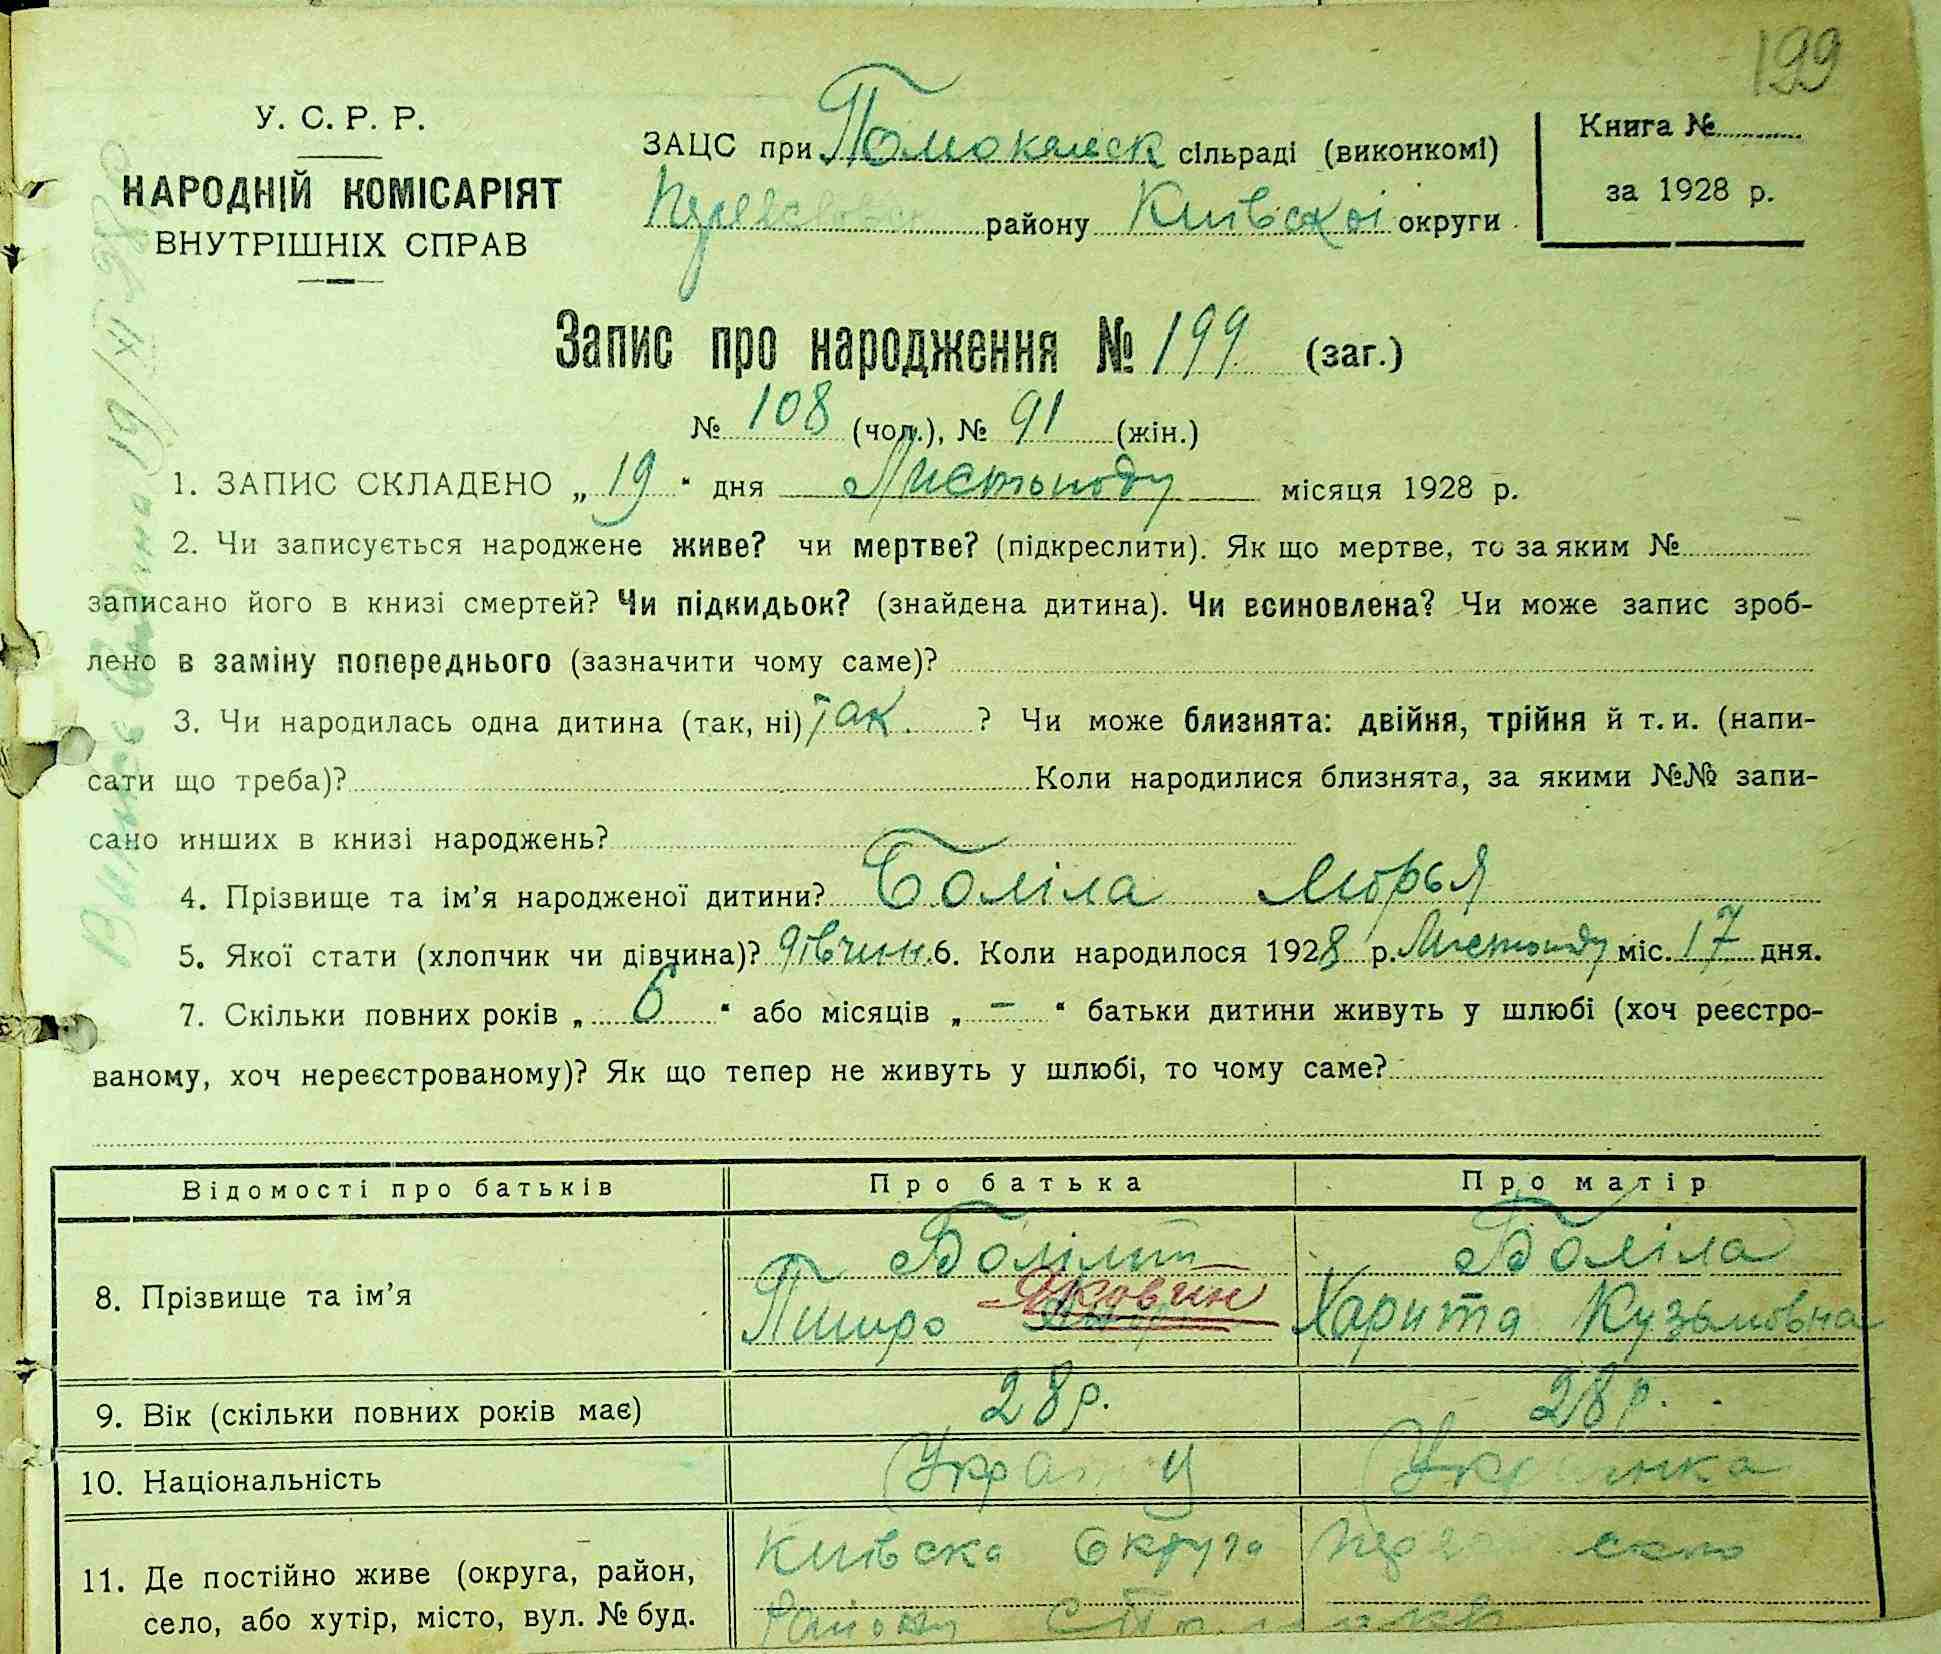 199
У. С. Р. Р.
НАРОДНІЙ КОМІСАРІЯТ
ВНУТРІШНІХ СПРАВ
ЗАЦС при сільраді (виконкомі)
району Київскоі округи
Книга №
за 1928 р.
Запис про народження № 199 (заг.)
№ 108 (чол.), № 91 (жін.)
1. ЗАПИС СКЛАДЕНО „ 19 “ дня Листопаду місяця 1928 р.
2. Чи записується народжене живе? чи мертве? (підкреслити). Як що мертве, то за яким №
записано його в книзі смертей? Чи підкидьок? (знайдена дитина). Чи всиновлена? Чи може запис зроб-
лено в заміну попереднього (зазначити чому саме)?
3. Чи народилась одна дитина (так, ні) так. ? Чи може близнята: двійня, трійня й т. и. (напи-
сати що треба)? Коли народилися близнята, за якими №№ запи-
сано инших в книзі народжень?
4. Прізвище та ім’я народженої дитини? Боліла Марья
5. Якої стати (хлопчик чи дівчина)? дівчин. 6. Коли народилося 1928 р. Листопаду міс. 17 дня.
7. Скільки повних років „ 6 “ або місяців „ – “ батьки дитини живуть у шлюбі (хоч реєстро-
ваному, хоч нереєстрованому)? Як що тепер не живуть у шлюбі, то чому саме?
Відомості про батьків Про батька Про матір
8. Прізвище та ім’я
Боліла
Яковин
Харита Кузьмовна
9. Вік (скільки повних років має) 28 р. 28 р.
10. Національність
11. Де постійно живе (округа, район,
село, або хутір, місто, вул. № буд.
Київска Округа